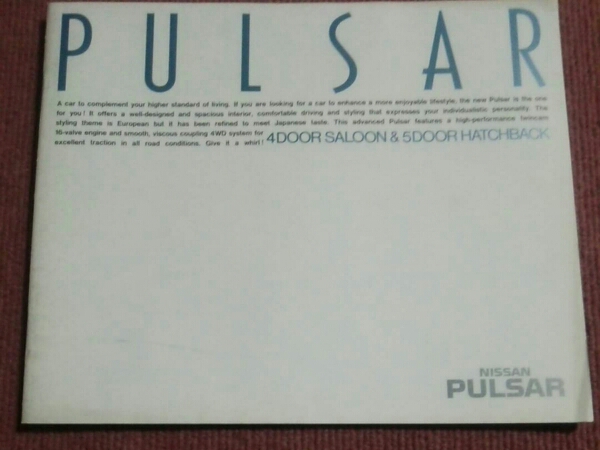 PULSAR
A car to complement your higher standard of living. If you are looking for a car to enhance a more enjoyable lifestyle, the new Pulsar is the one
for you! It offers a well-designed and spacious interior, comfortable driving and styling that expresses your individualistic personality. The
styling theme is European but it has been refined to meet Japanese taste. This advanced Pulsar features a high-performance twincam
16-valve engine and smooth, viscous coupling 4WD system for
excellent traction in all road conditions. Give it a whirl!
4DOOR SALOON & 5DOOR HATCHBACK
NISSAN
PULSAR